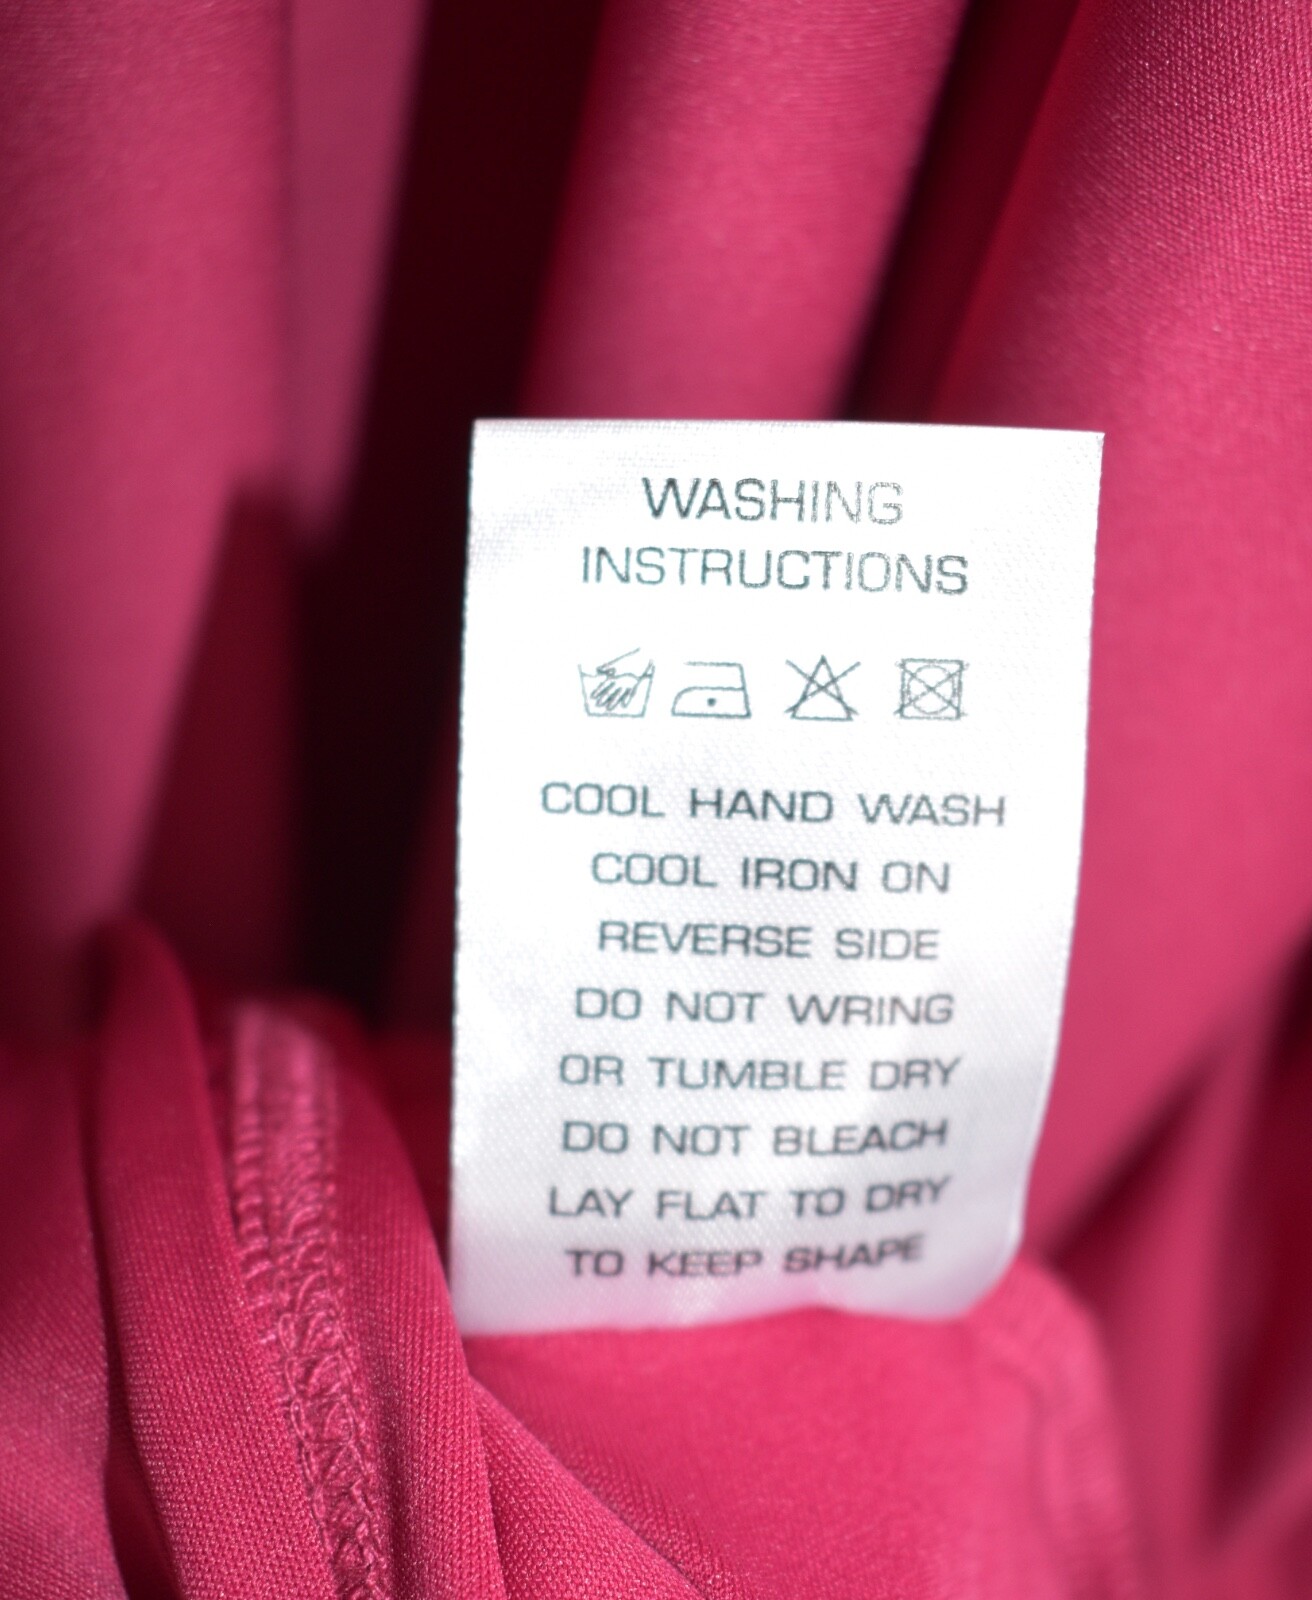 WASHING
INSTRUCTIONS
COOL HAND WASH
COOL IRON ON
REVERSE SIDE
DO NOT WRING
OR TUMBLE DRY
DO NOT BLEACH
LAY FLAT TO DRY
TO KEEP SHAPE